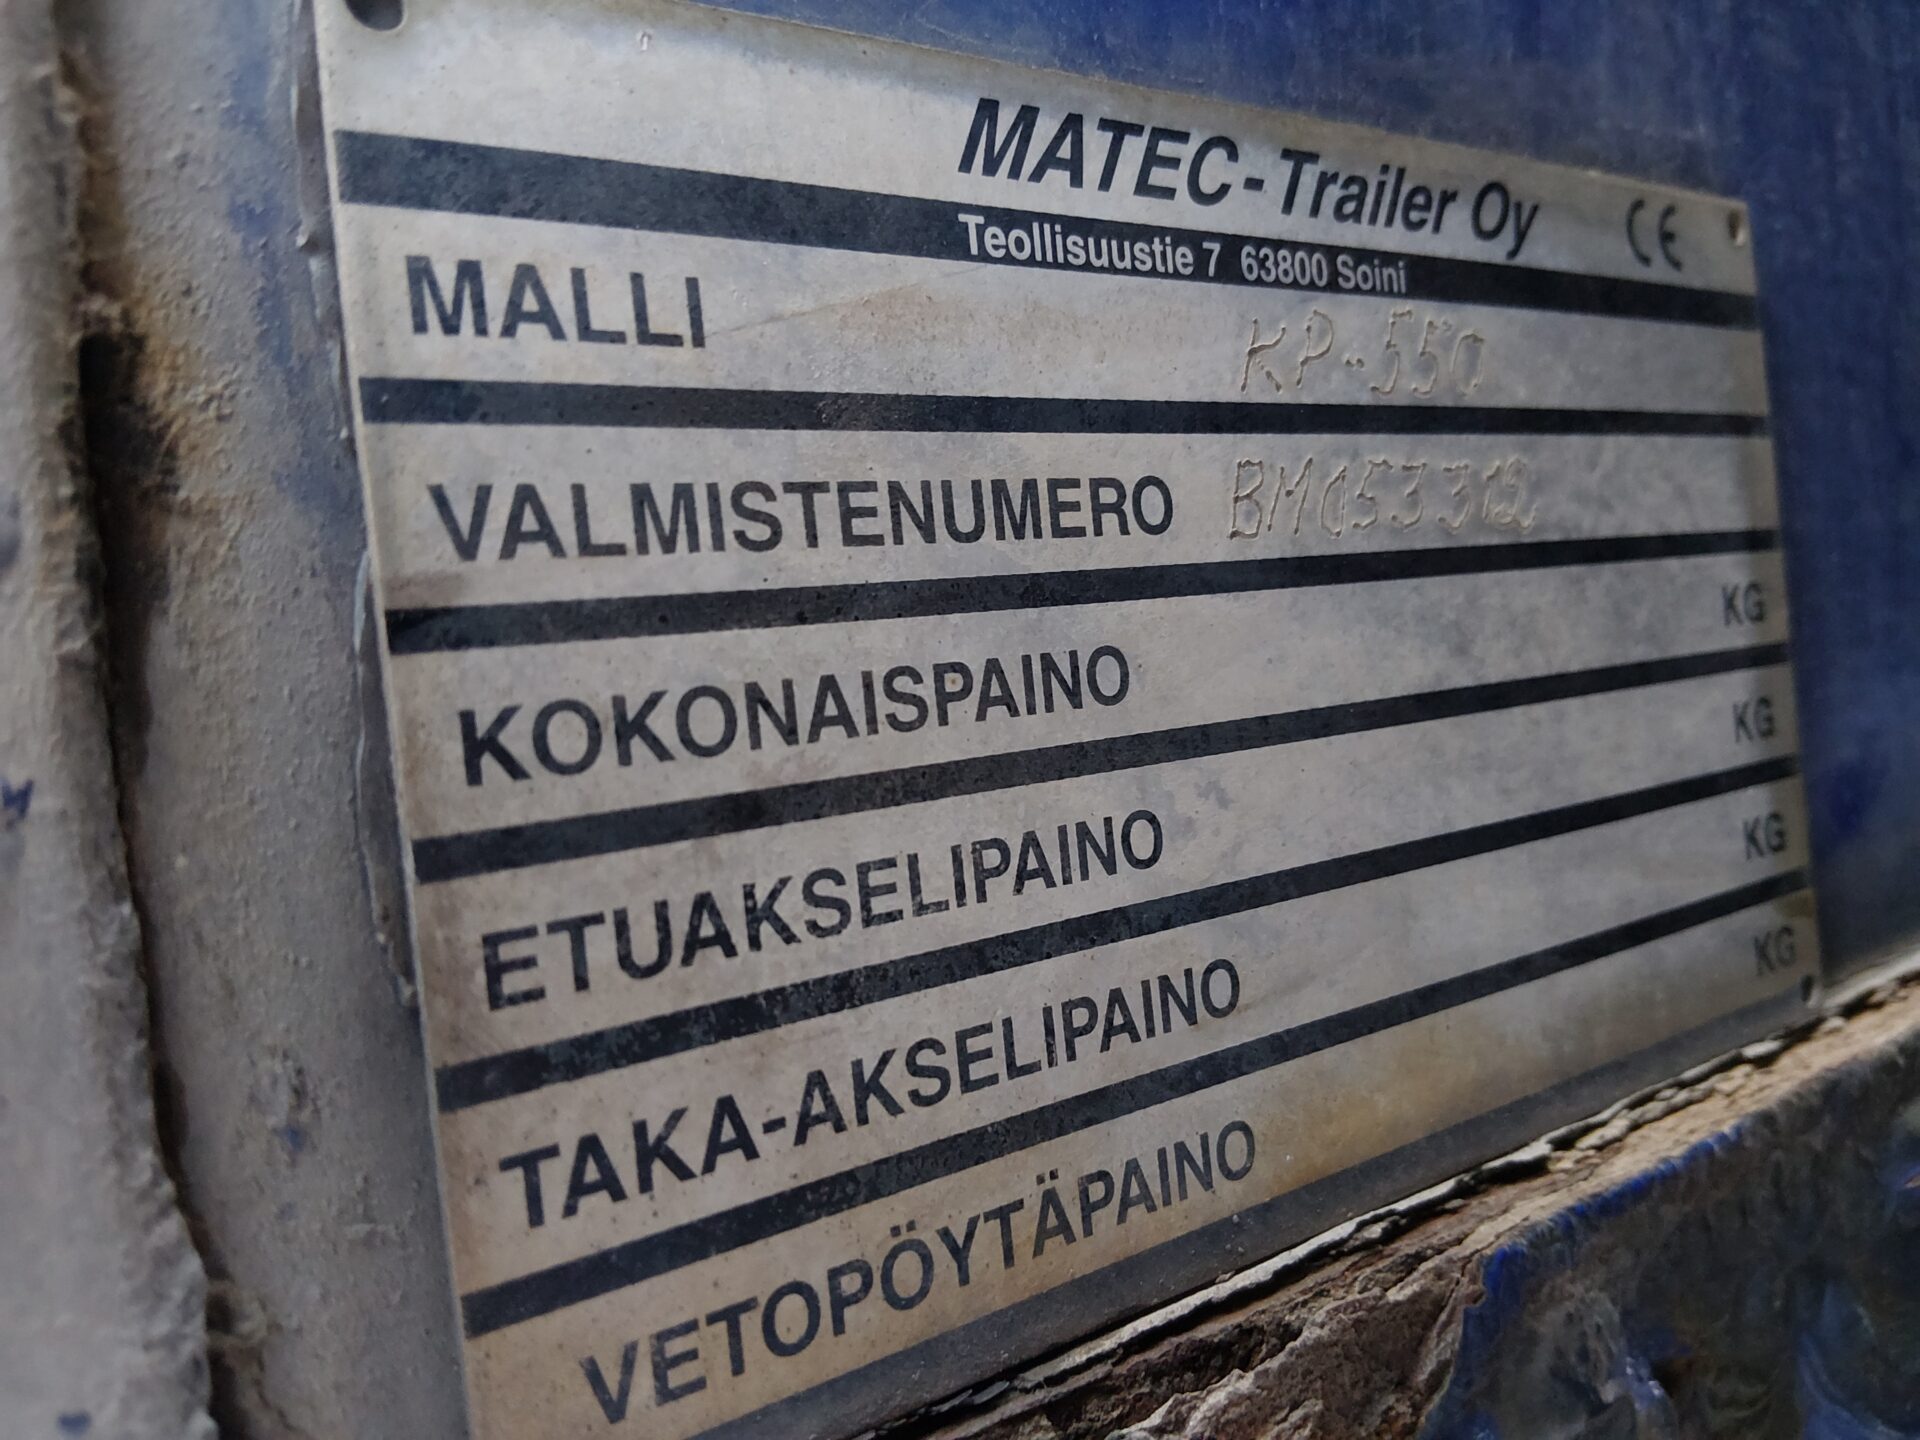 MATEC-Trailer Oy CE
Teollisuustie 7 63800 Soini
MALLI KP-550
VALMISTENUMERO BM053302
KOKONAISPAINO KG
ETUAKSELIPAINO KG
TAKA-AKSELIPAINO KG
VETOPÖYTÄPAINO KG